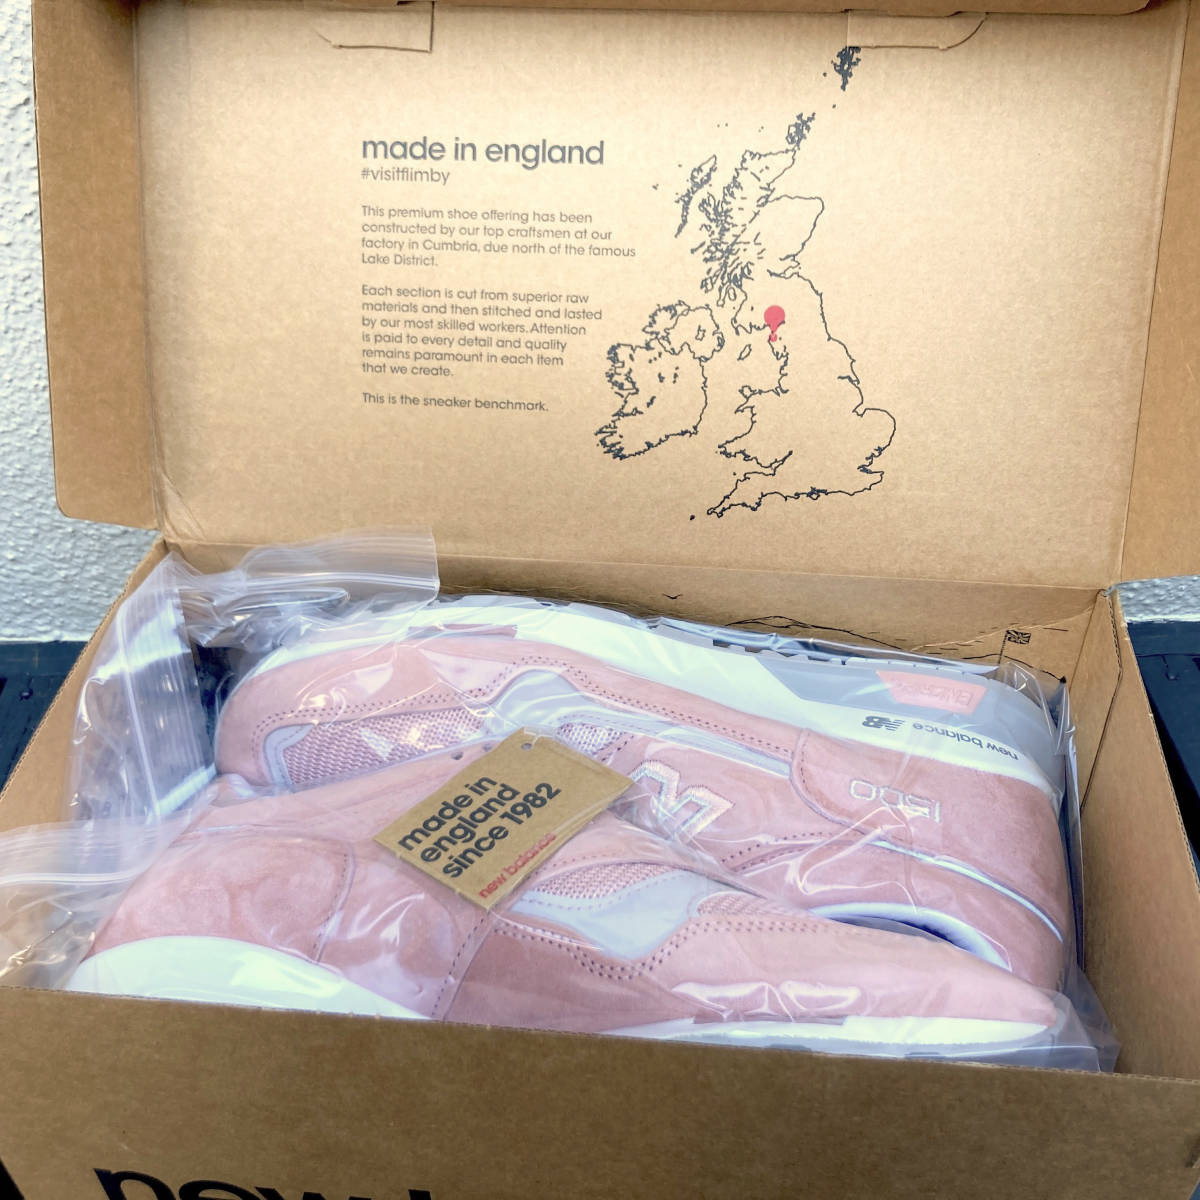 made in england
#visitflimby
This premium shoe offering has been
constructed by our top craftsmen at our
factory in Cumbria, due north of the famous
Lake District.
Each section is cut from superior raw
materials and then stitched and lasted
by our most skilled workers. Attention
is paid to every detail and quality
remains paramount in each item
that we create.
This is the sneaker benchmark.
new balance
1500
N
made in
england
since 1982
new balance